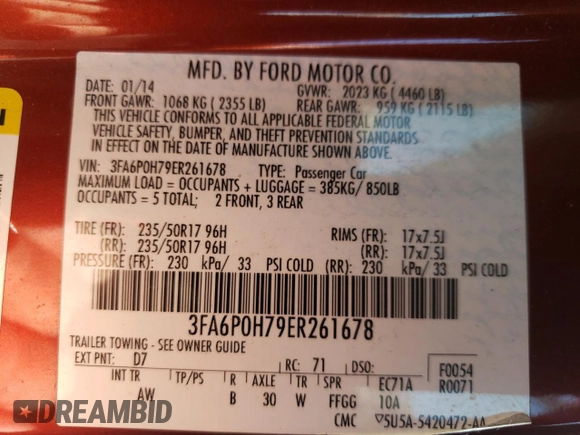 MFD. BY FORD MOTOR CO.
DATE: 01/14 GVWR: 2023 KG ( 4460 LB)
FRONT GAWR: 1068 KG ( 2355 LB) REAR GAWR: 959 KG ( 2115 LB)
THIS VEHICLE CONFORMS TO ALL APPLICABLE FEDERAL MOTOR
VEHICLE SAFETY, BUMPER, AND THEFT PREVENTION STANDARDS
IN EFFECT ON THE DATE OF MANUFACTURE SHOWN ABOVE.
VIN: 3FA6P0H79ER261678 TYPE: Passenger Car
MAXIMUM LOAD = OCCUPANTS + LUGGAGE = 385KG/ 850LB
OCCUPANTS = 5 TOTAL; 2 FRONT, 3 REAR
TIRE (FR): 235/50R17 96H RIMS (FR): 17x7.5J
(RR): 235/50R17 96H (RR): 17x7.5J
PRESSURE (FR): 230 kPa/ 33 PSI COLD (RR): 230 kPa/ 33 PSI COLD
3FA6P0H79ER261678
TRAILER TOWING - SEE OWNER GUIDE
EXT PNT: D7 RC: 71 DSO: F0054
INT TR TP/PS R AXLE TR SPR EC71A R0071
AW B 30 W FFGG 10A
CMC 5U5A-5420472-AA
DREAMBID